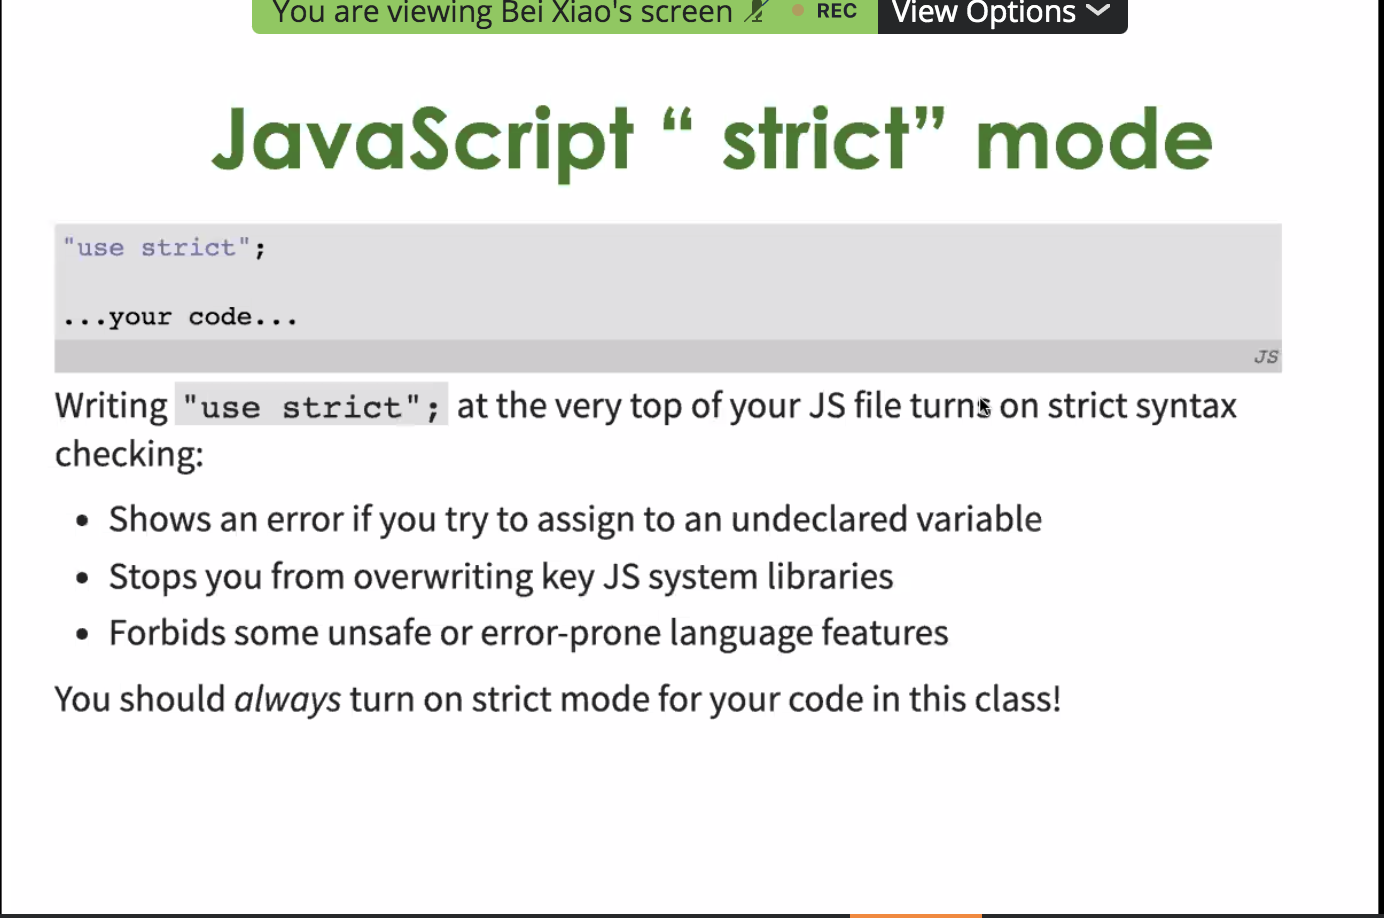 You are viewing Bei Xiao's screen REC View Options
JavaScript “ strict” mode
"use strict";
...your code...
JS
Writing "use strict"; at the very top of your JS file turns on strict syntax
checking:
• Shows an error if you try to assign to an undeclared variable
• Stops you from overwriting key JS system libraries
• Forbids some unsafe or error-prone language features
You should always turn on strict mode for your code in this class!